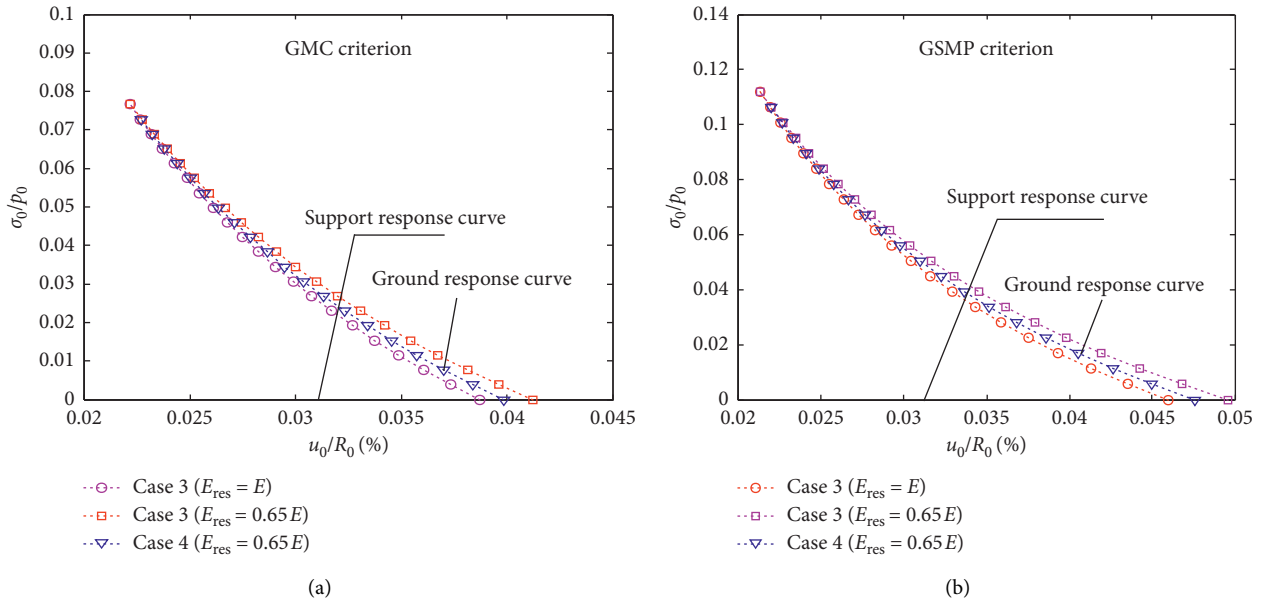 GMC criterion
0.1
0.09
0.08
0.07
0.06
0.05
0.04
0.03
0.02
0.01
0
σ0/p0
Support response curve
Ground response curve
0.02 0.025 0.03 0.035 0.04 0.045
u0/R0 (%)
Case 3 (Eres = E)
Case 3 (Eres = 0.65E)
Case 4 (Eres = 0.65E)
(a)
GSMP criterion
0.14
0.12
0.1
0.08
0.06
0.04
0.02
0
σ0/p0
Support response curve
Ground response curve
0.02 0.025 0.03 0.035 0.04 0.045 0.05
u0/R0 (%)
Case 3 (Eres = E)
Case 3 (Eres = 0.65E)
Case 4 (Eres = 0.65E)
(b)